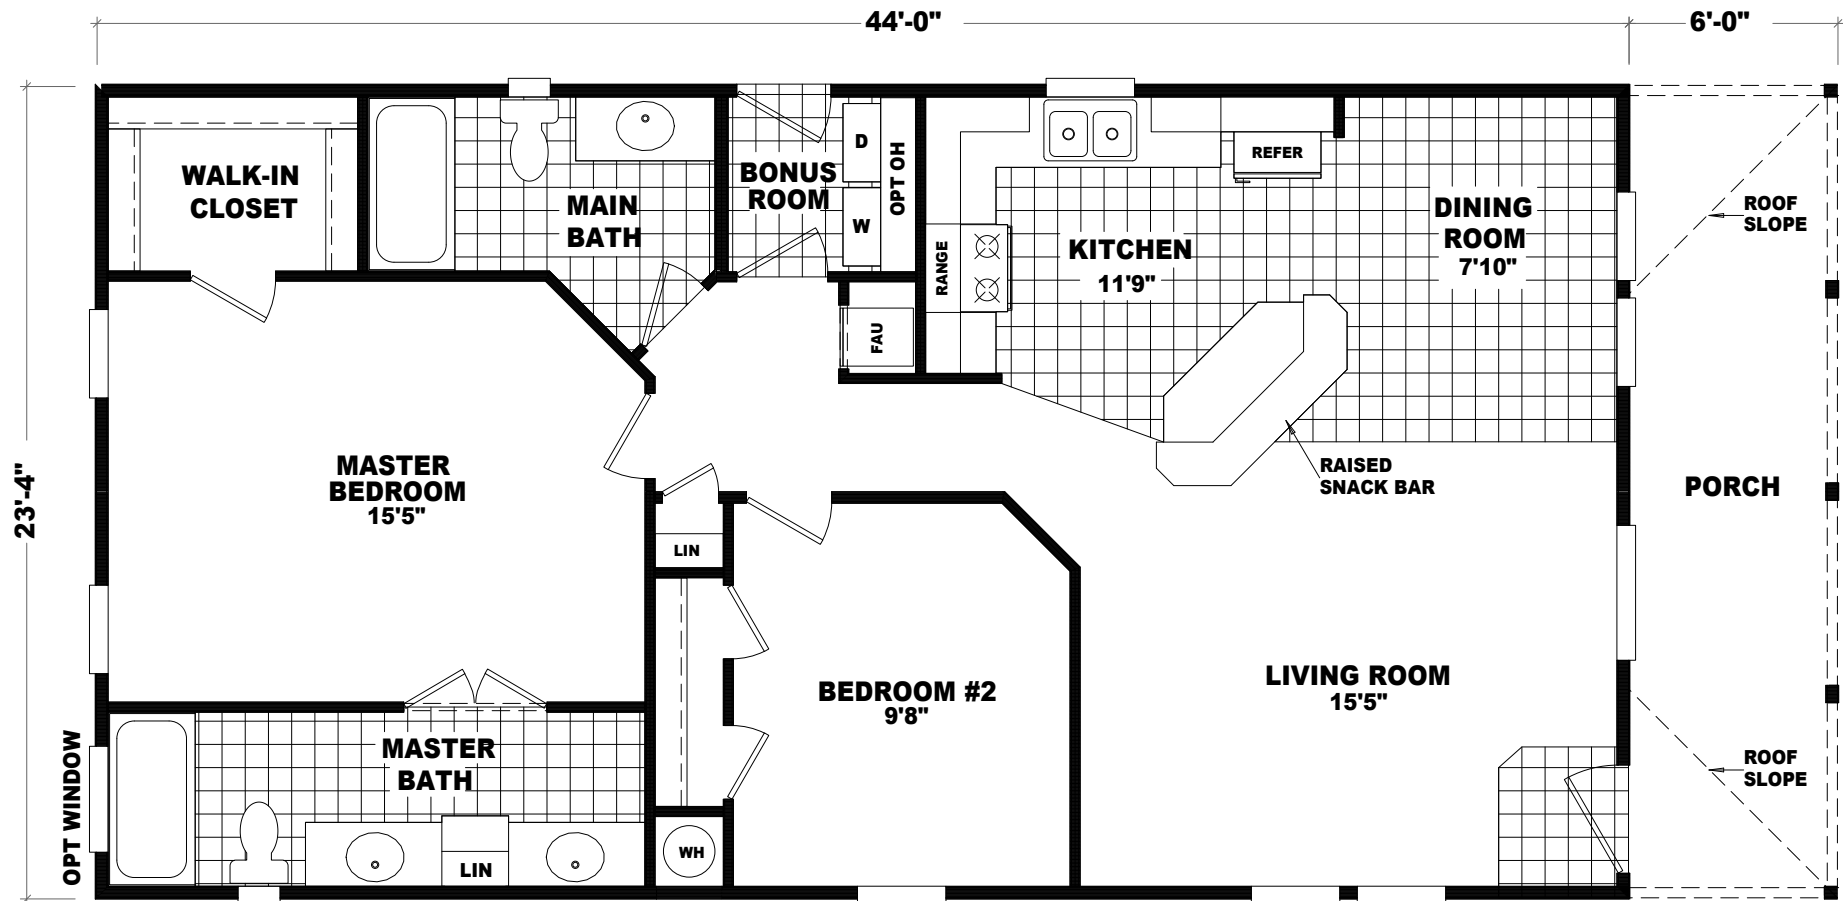 44'-0"
6'-0"
23'-4"
WALK-IN
CLOSET
MAIN
BATH
BONUS
ROOM
D
W
OPT OH
REFER
RANGE
KITCHEN
11'9"
DINING
ROOM
7'10"
ROOF
SLOPE
FAU
RAISED
SNACK BAR
MASTER
BEDROOM
15'5"
PORCH
LIN
BEDROOM #2
9'8"
LIVING ROOM
15'5"
OPT WINDOW
MASTER
BATH
LIN
WH
ROOF
SLOPE